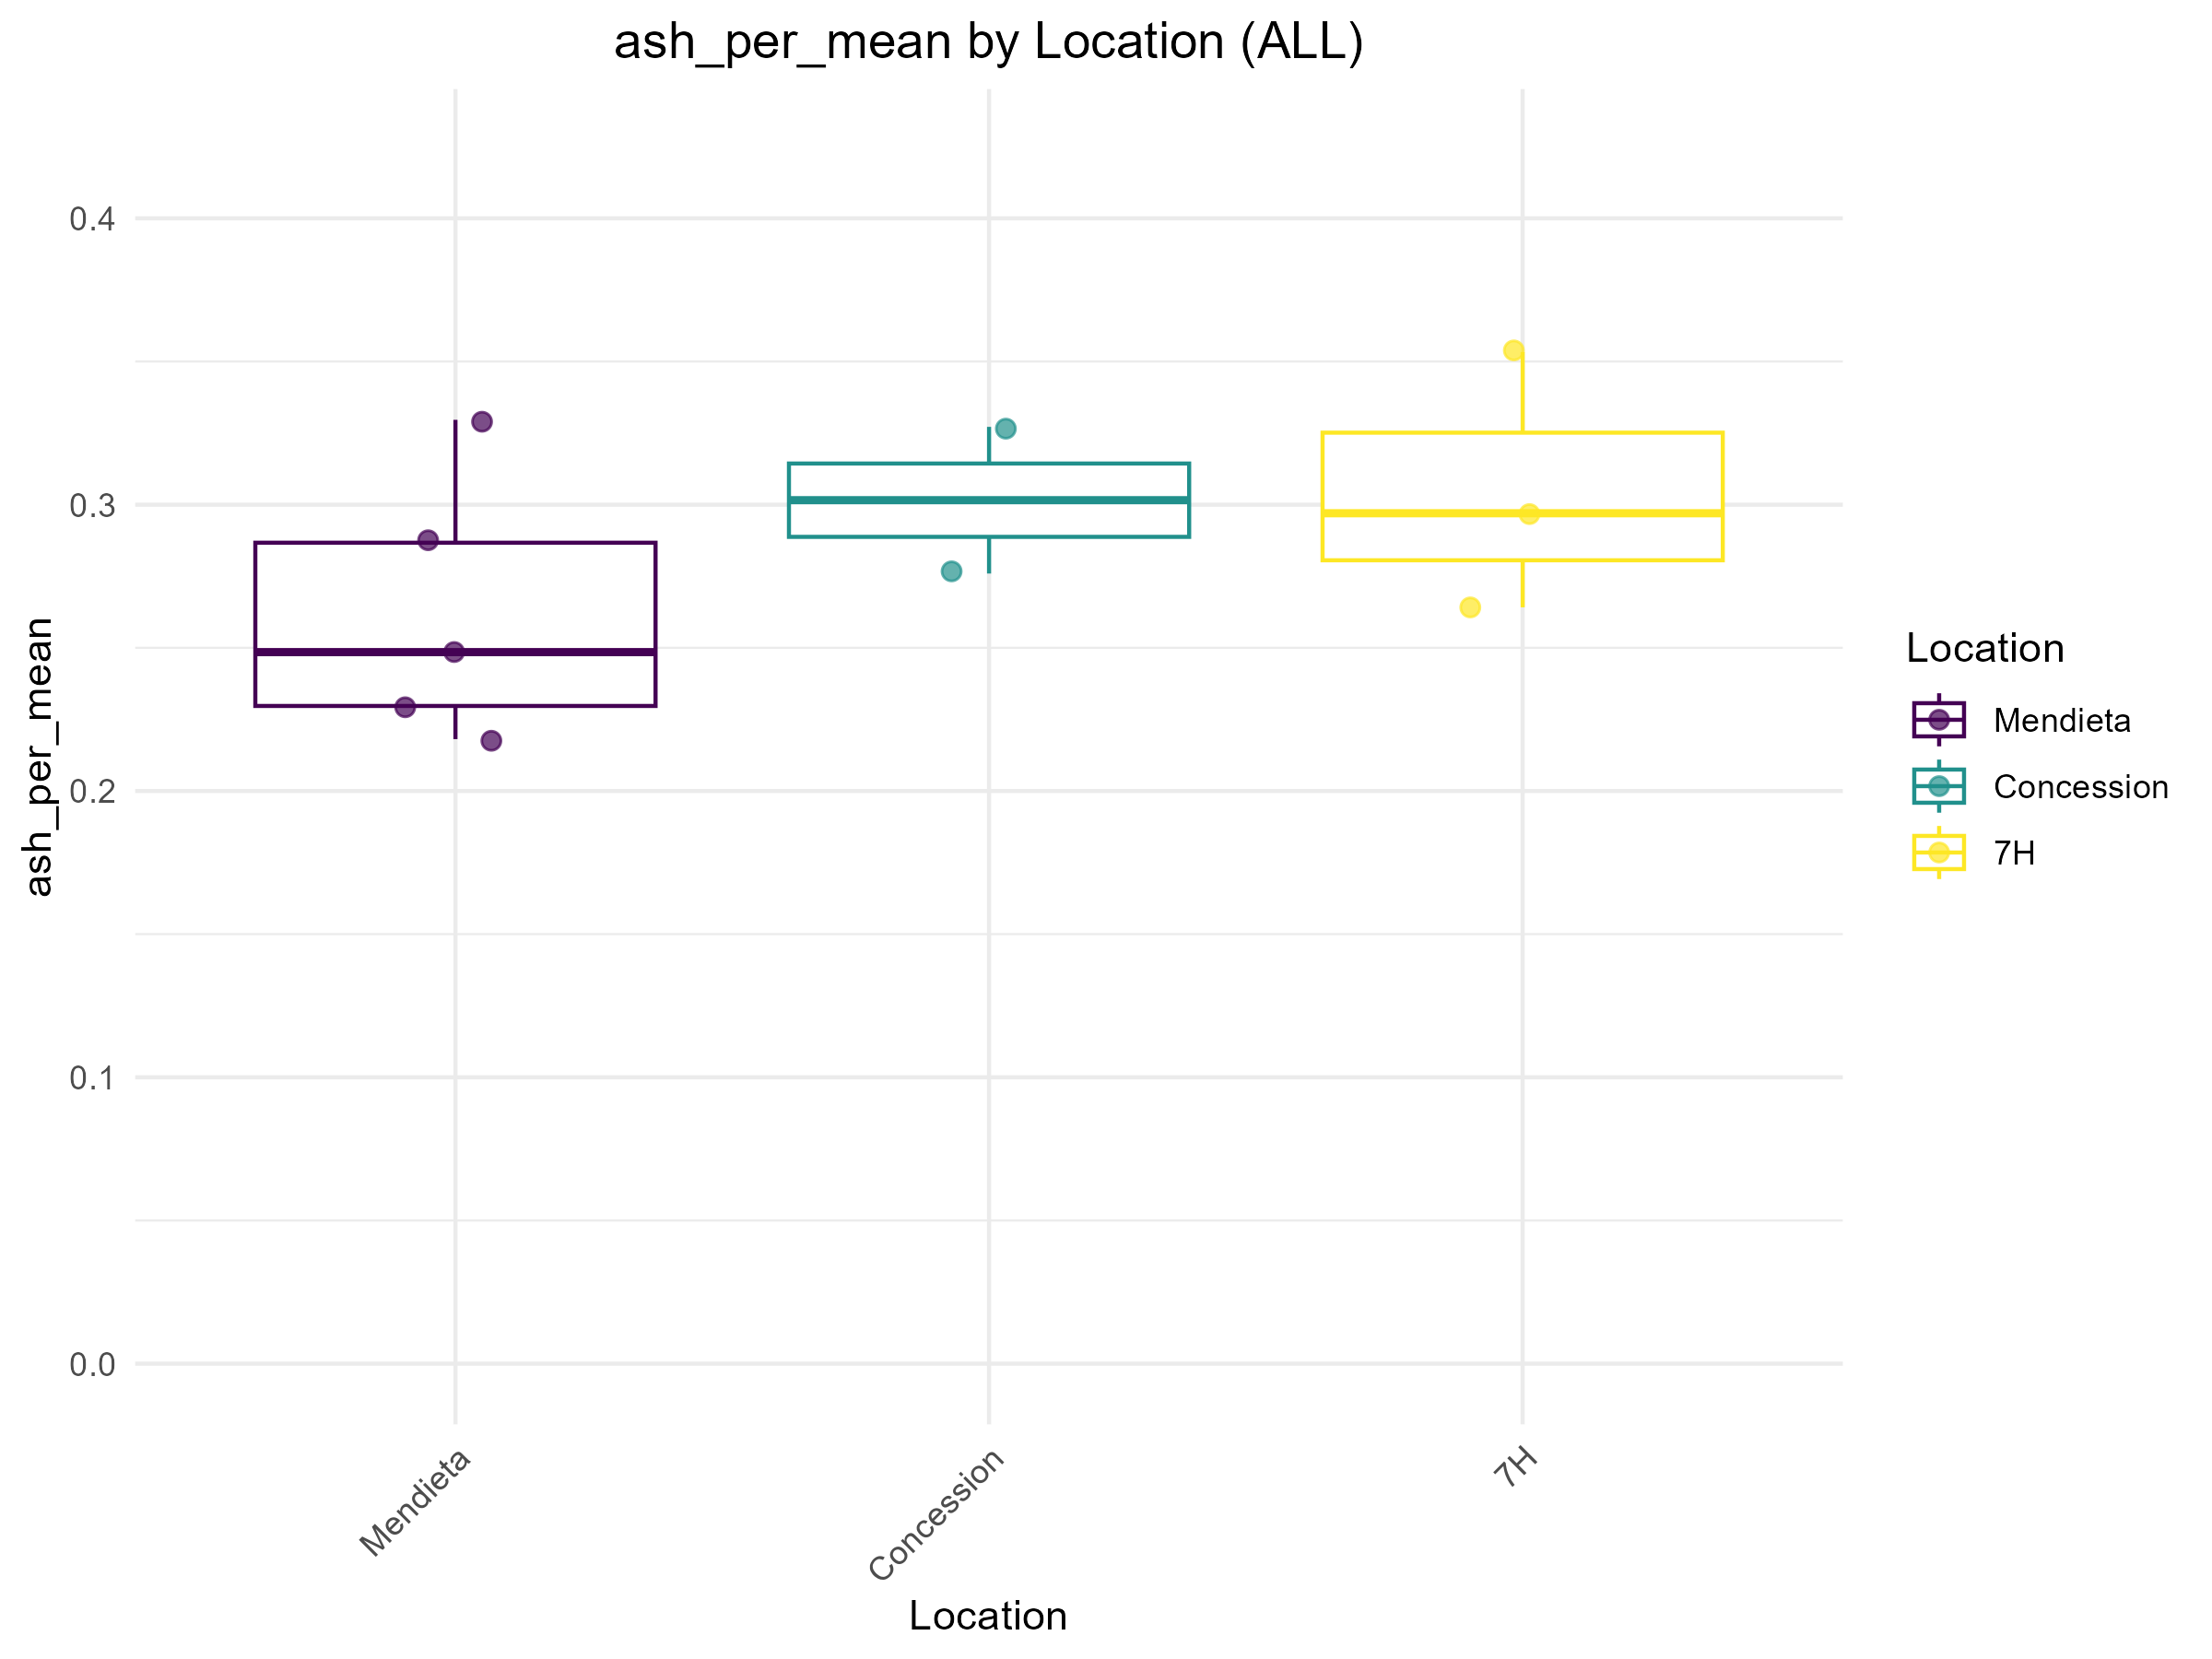 ash_per_mean by Location (ALL)
ash_per_mean
0.4
0.3
0.2
0.1
0.0
Mendieta
Concession
7H
Location
Location
Mendieta
Concession
7H